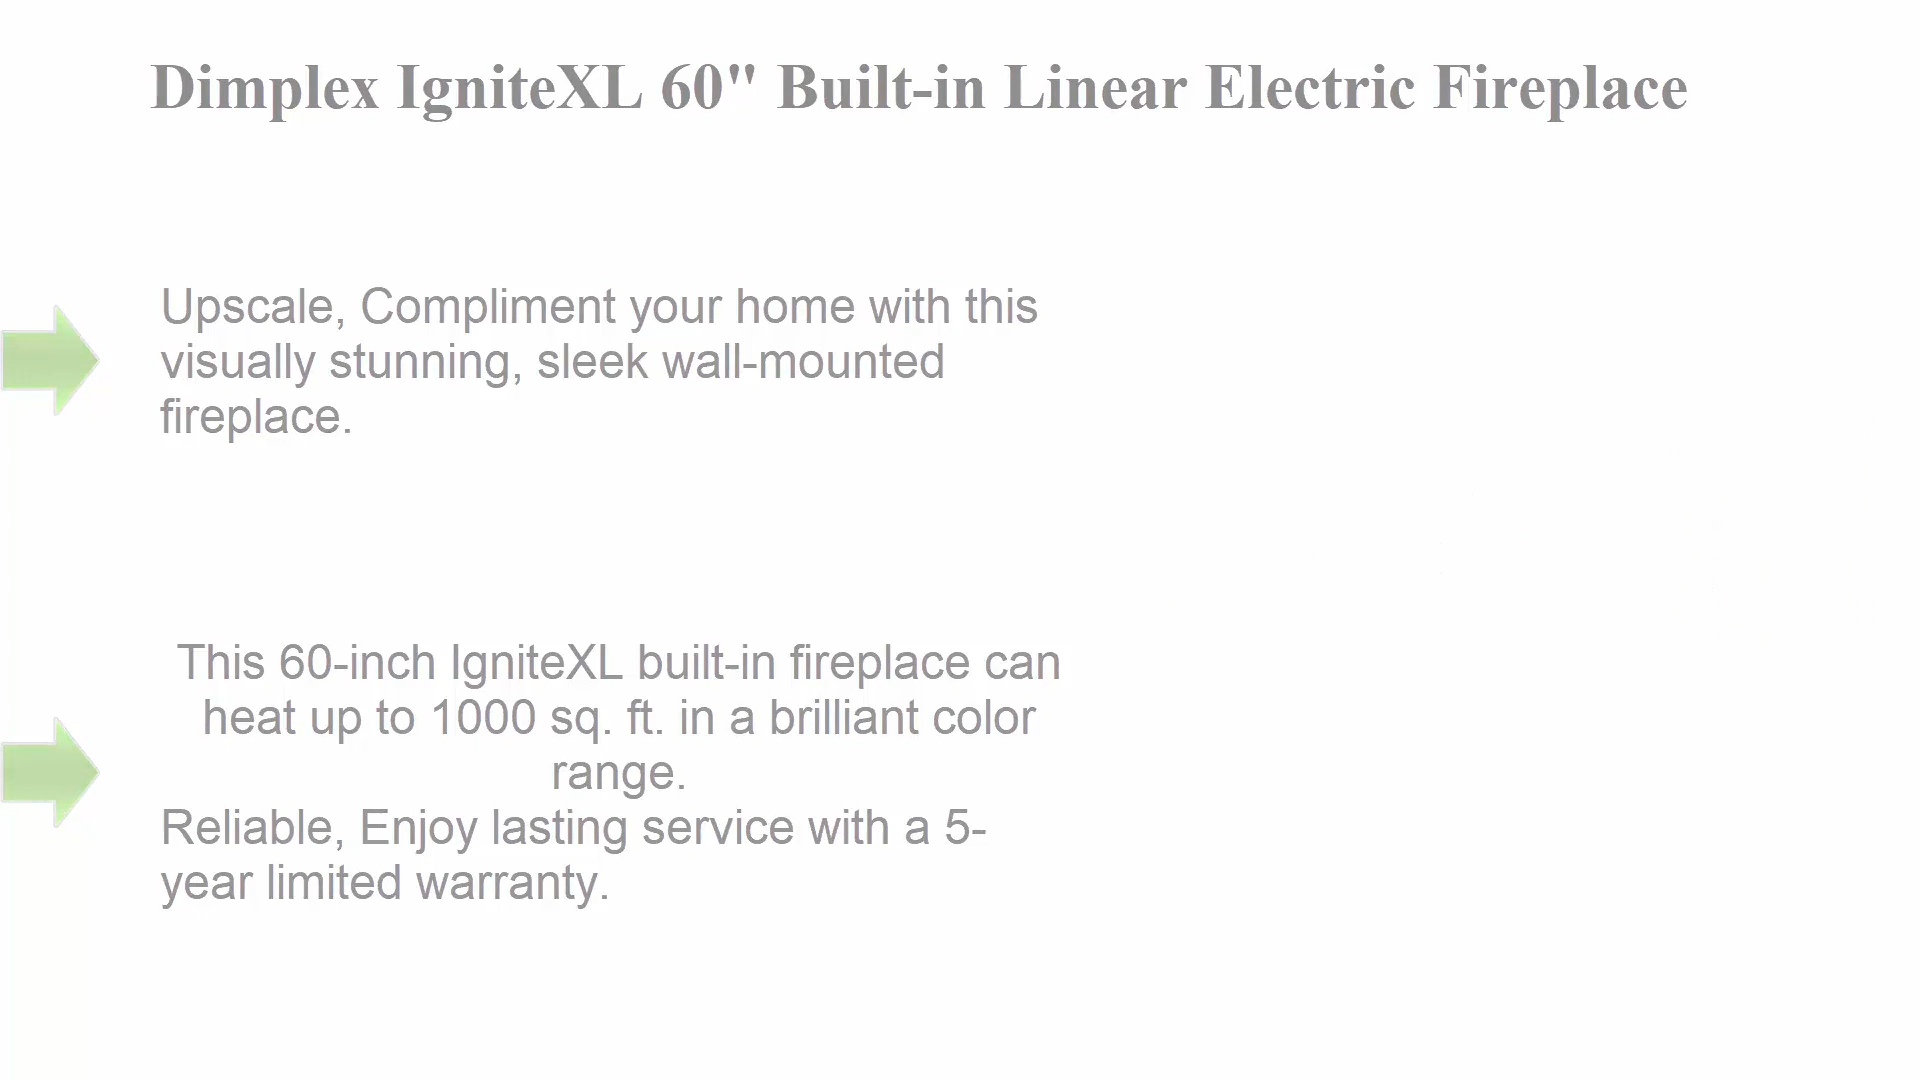 Dimplex IgniteXL 60" Built-in Linear Electric Fireplace
Upscale, Compliment your home with this
visually stunning, sleek wall-mounted
fireplace.
This 60-inch IgniteXL built-in fireplace can
heat up to 1000 sq. ft. in a brilliant color
range.
Reliable, Enjoy lasting service with a 5-
year limited warranty.